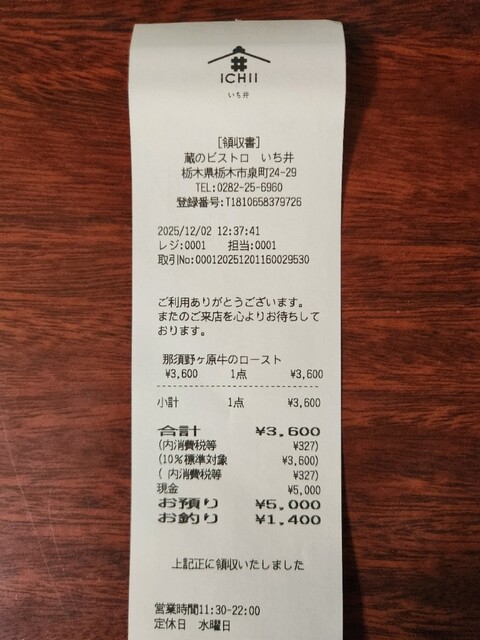 ICHII
いち井
[領収書]
蔵のビストロ いち井
栃木県栃木市泉町24-29
TEL:0282-25-6960
登録番号:T1810658379726
2025/12/02 12:37:41
レジ:0001 担当:0001
取引No:000120251201160029530
ご利用ありがとうございます。
またのご来店を心よりお待ちして
おります。
那須野ヶ原牛のロースト
¥3,600 1点 ¥3,600
小計 1点 ¥3,600
合計 ¥3,600
(内消費税等 ¥327)
(10%標準対象 ¥3,600)
( 内消費税等 ¥327)
現金 ¥5,000
お預り ¥5,000
お釣り ¥1,400
上記正に領収いたしました
営業時間11:30-22:00
定休日 水曜日